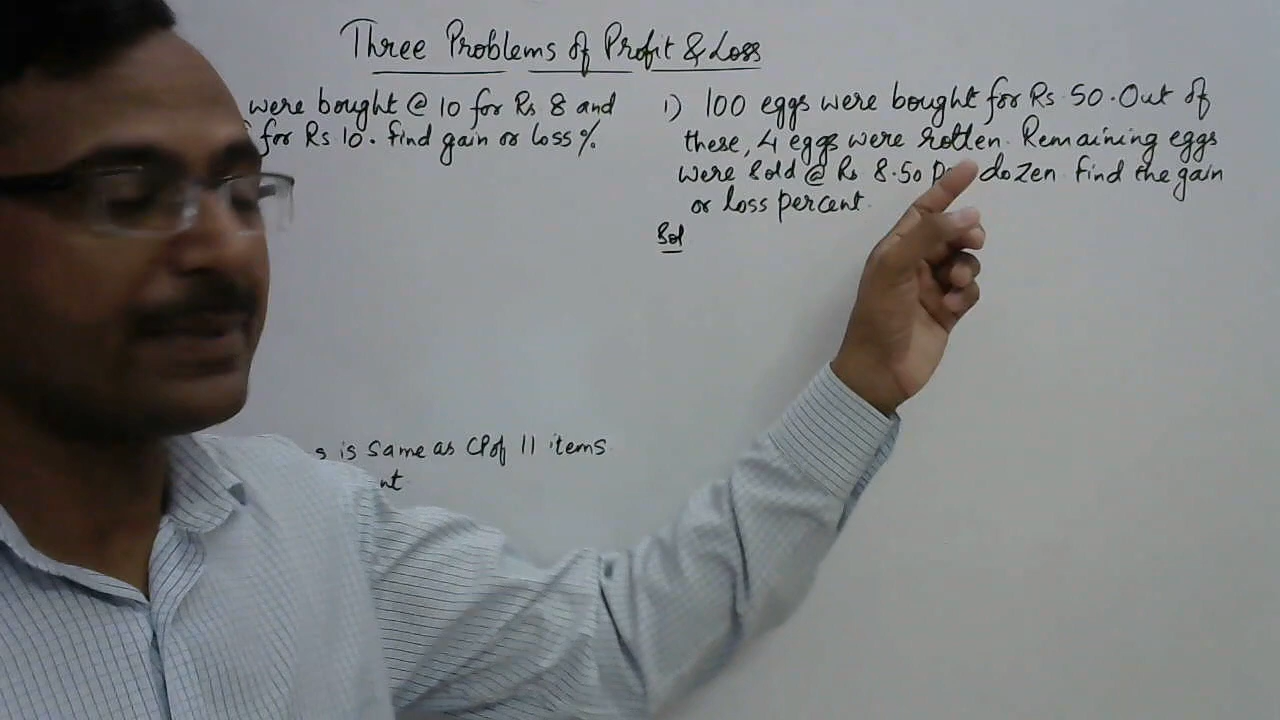 Three Problems of Profit & Loss
were bought @ 10 for Rs 8 and
for Rs 10. find gain or loss %.
is same as CP of 11 items
1) 100 eggs were bought for Rs 50. Out of
these, 4 eggs were rotten. Remaining eggs
were sold @ Rs 8.50 dozen find the gain
or loss percent.
Sol